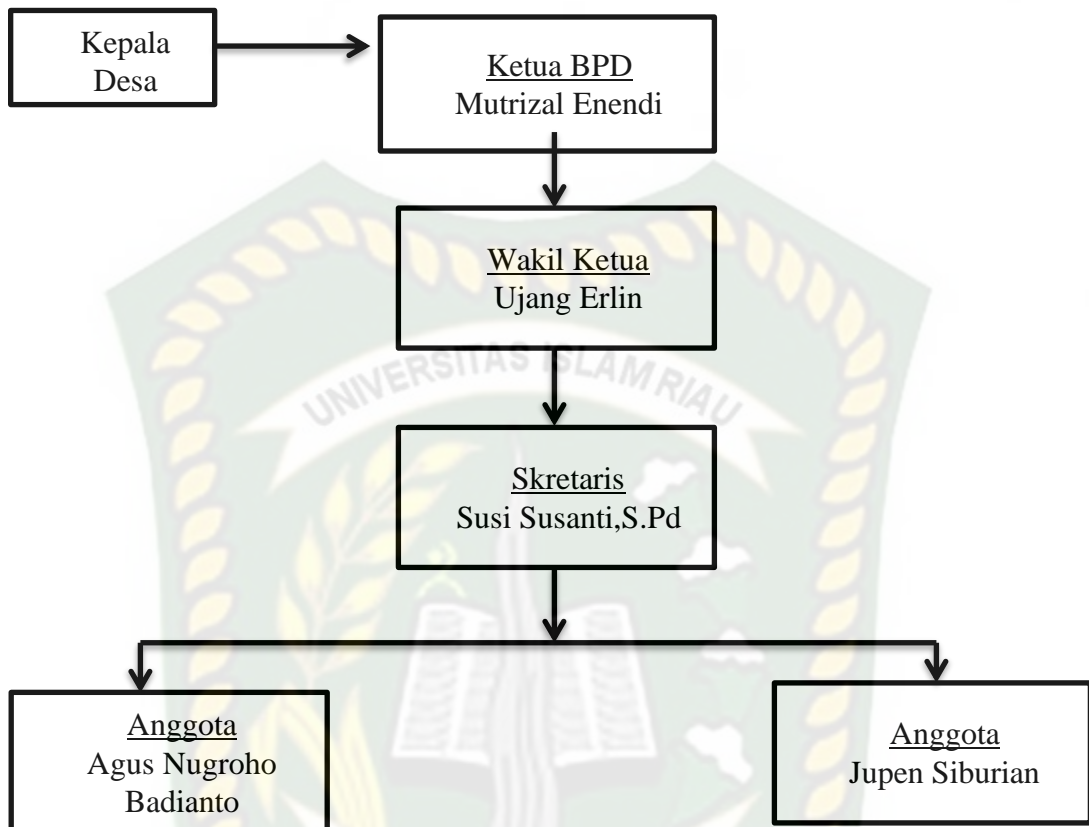 Kepala
Desa
Ketua BPD
Mutrizal Enendi
Wakil Ketua
Ujang Erlin
UNIVERSITAS ISLAM RIAU
Skretaris
Susi Susanti,S.Pd
Anggota
Agus Nugroho
Badianto
Anggota
Jupen Siburian